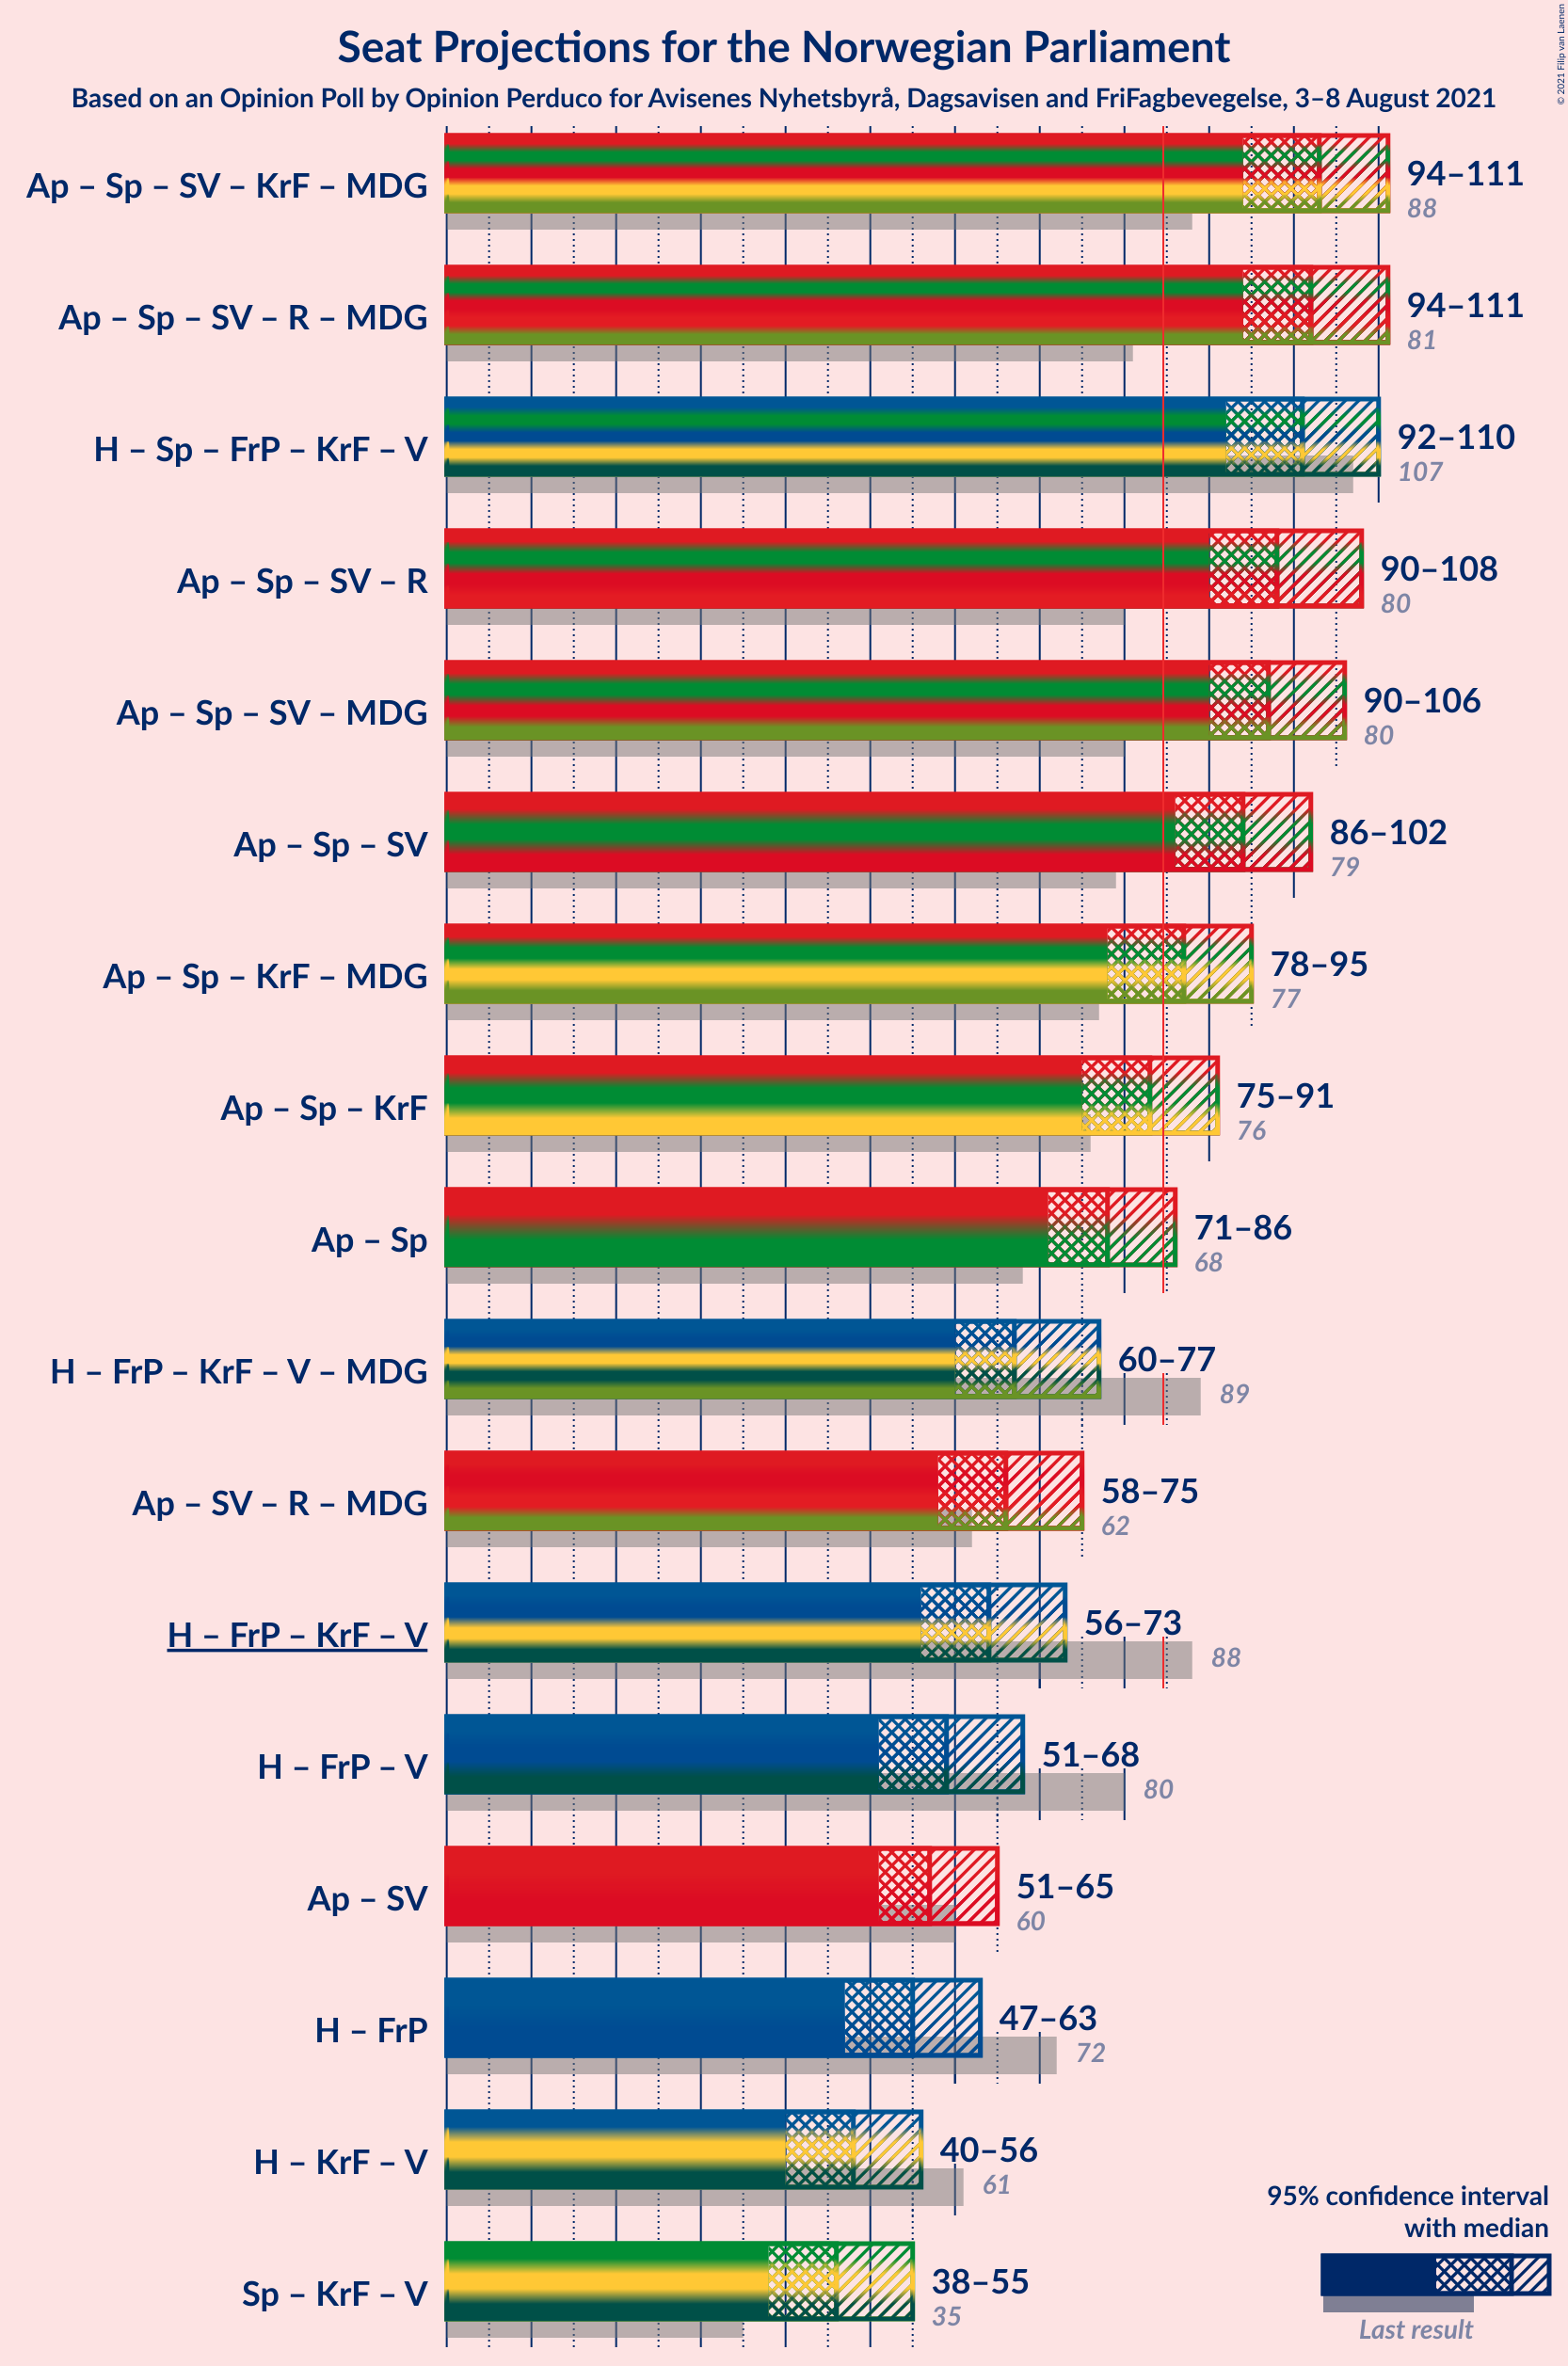 Seat Projections for the Norwegian Parliament
Based on an Opinion Poll by Opinion Perduco for Avisenes Nyhetsbyrå, Dagsavisen and FriFagbevegelse, 3–8 August 2021
© 2021 Filip van Laenen
Ap – Sp – SV – KrF – MDG
94–111
88
Ap – Sp – SV – R – MDG
94–111
81
H – Sp – FrP – KrF – V
92–110
107
Ap – Sp – SV – R
90–108
80
Ap – Sp – SV – MDG
90–106
80
Ap – Sp – SV
86–102
79
Ap – Sp – KrF – MDG
78–95
77
Ap – Sp – KrF
75–91
76
Ap – Sp
71–86
68
H – FrP – KrF – V – MDG
60–77
89
Ap – SV – R – MDG
58–75
62
H – FrP – KrF – V
56–73
88
H – FrP – V
51–68
80
Ap – SV
51–65
60
H – FrP
47–63
72
H – KrF – V
40–56
61
Sp – KrF – V
38–55
35
95% confidence interval
with median
Last result